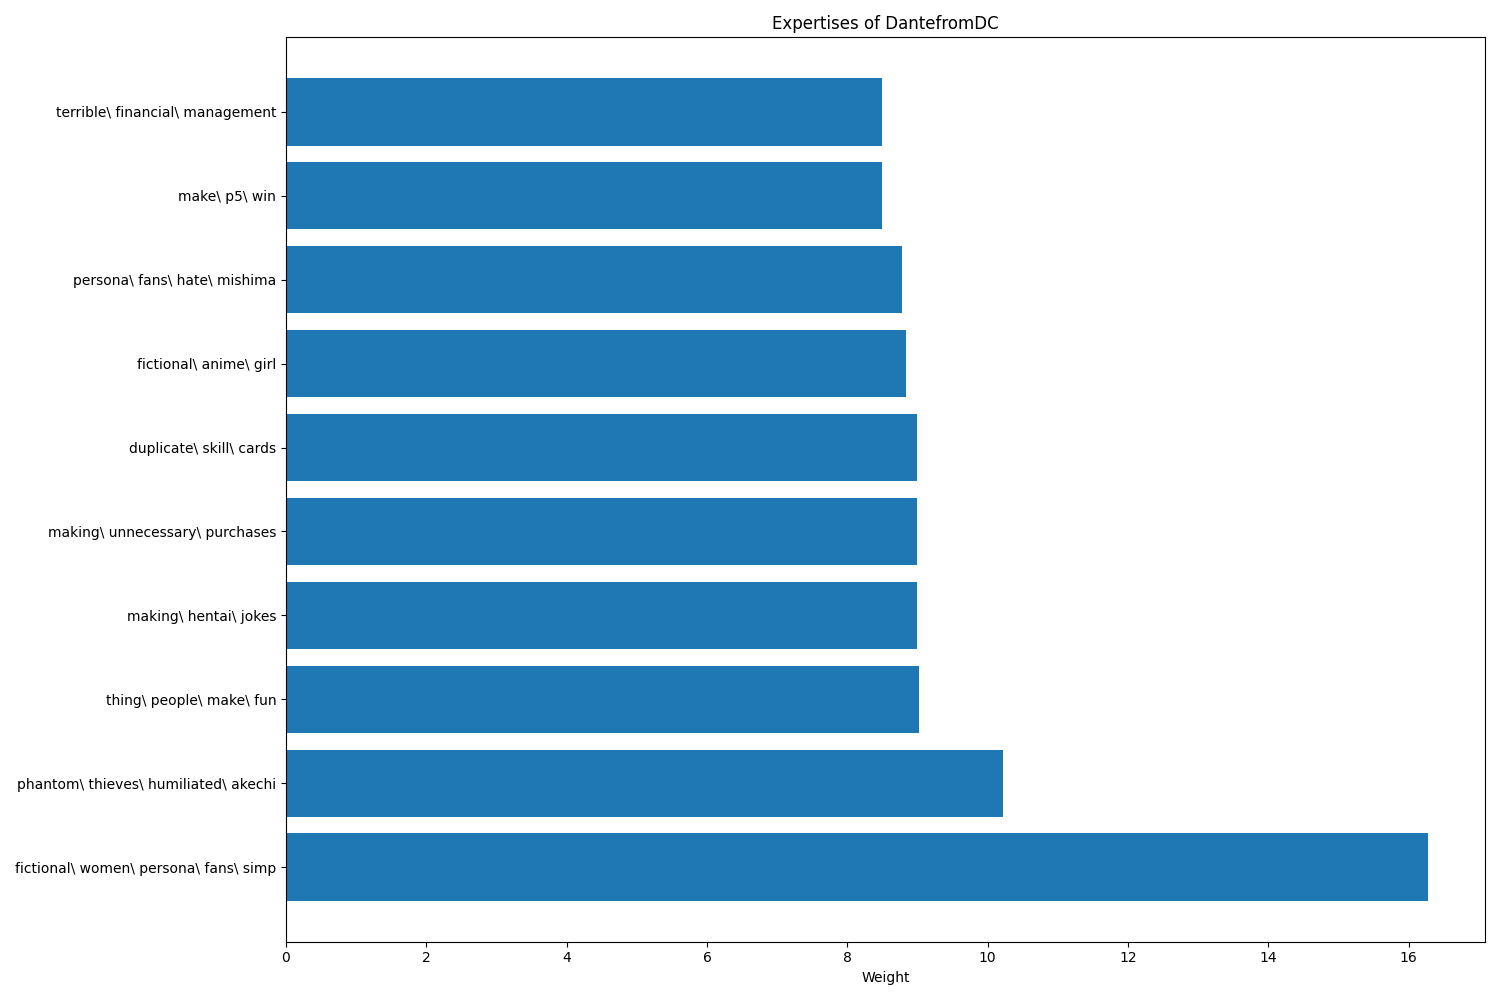 Expertises of DantefromDC
terrible\ financial\ management
make\ p5\ win
persona\ fans\ hate\ mishima
fictional\ anime\ girl
duplicate\ skill\ cards
making\ unnecessary\ purchases
making\ hentai\ jokes
thing\ people\ make\ fun
phantom\ thieves\ humiliated\ akechi
fictional\ women\ persona\ fans\ simp
0 2 4 6 8 10 12 14 16
Weight